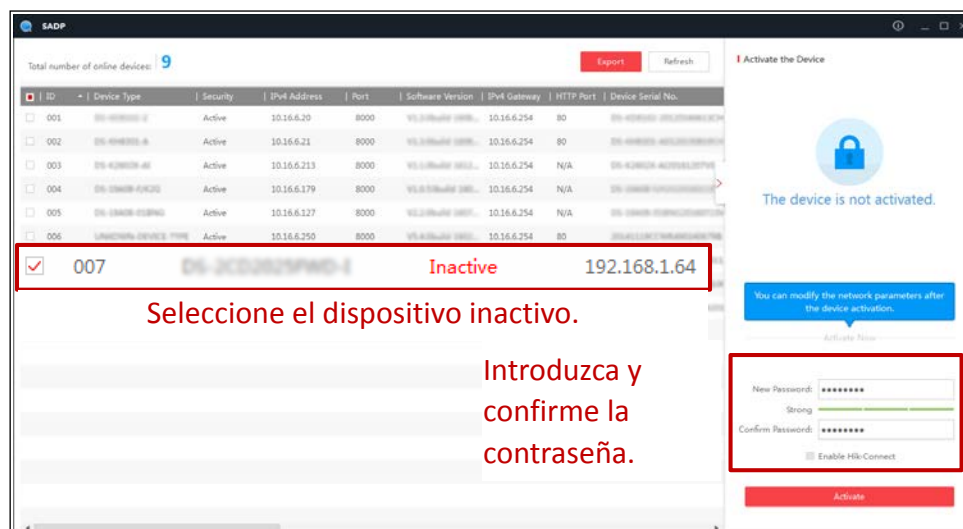 SADP
Total number of online devices: 9
Export
Refresh
ID | Device Type | Security | IPv4 Address | Port | Software Version | IPv4 Gateway | HTTP Port | Device Serial No.
001 Active 10.16.6.20 8000 10.16.6.254 80
002 Active 10.16.6.21 8000 10.16.6.254 80
003 Active 10.16.6.213 8000 10.16.6.254 N/A
004 Active 10.16.6.179 8000 10.16.6.254 N/A
005 Active 10.16.6.127 8000 10.16.6.254 N/A
006 Active 10.16.6.250 8000 10.16.6.254 80
007 Inactive 192.168.1.64
Seleccione el dispositivo inactivo.
Introduzca y
confirme la
contraseña.
Activate the Device
The device is not activated.
You can modify the network parameters after
the device activation.
Activate Now
New Password: ●●●●●●●●
Strong
Confirm Password: ●●●●●●●●
Enable Hik-Connect
Activate